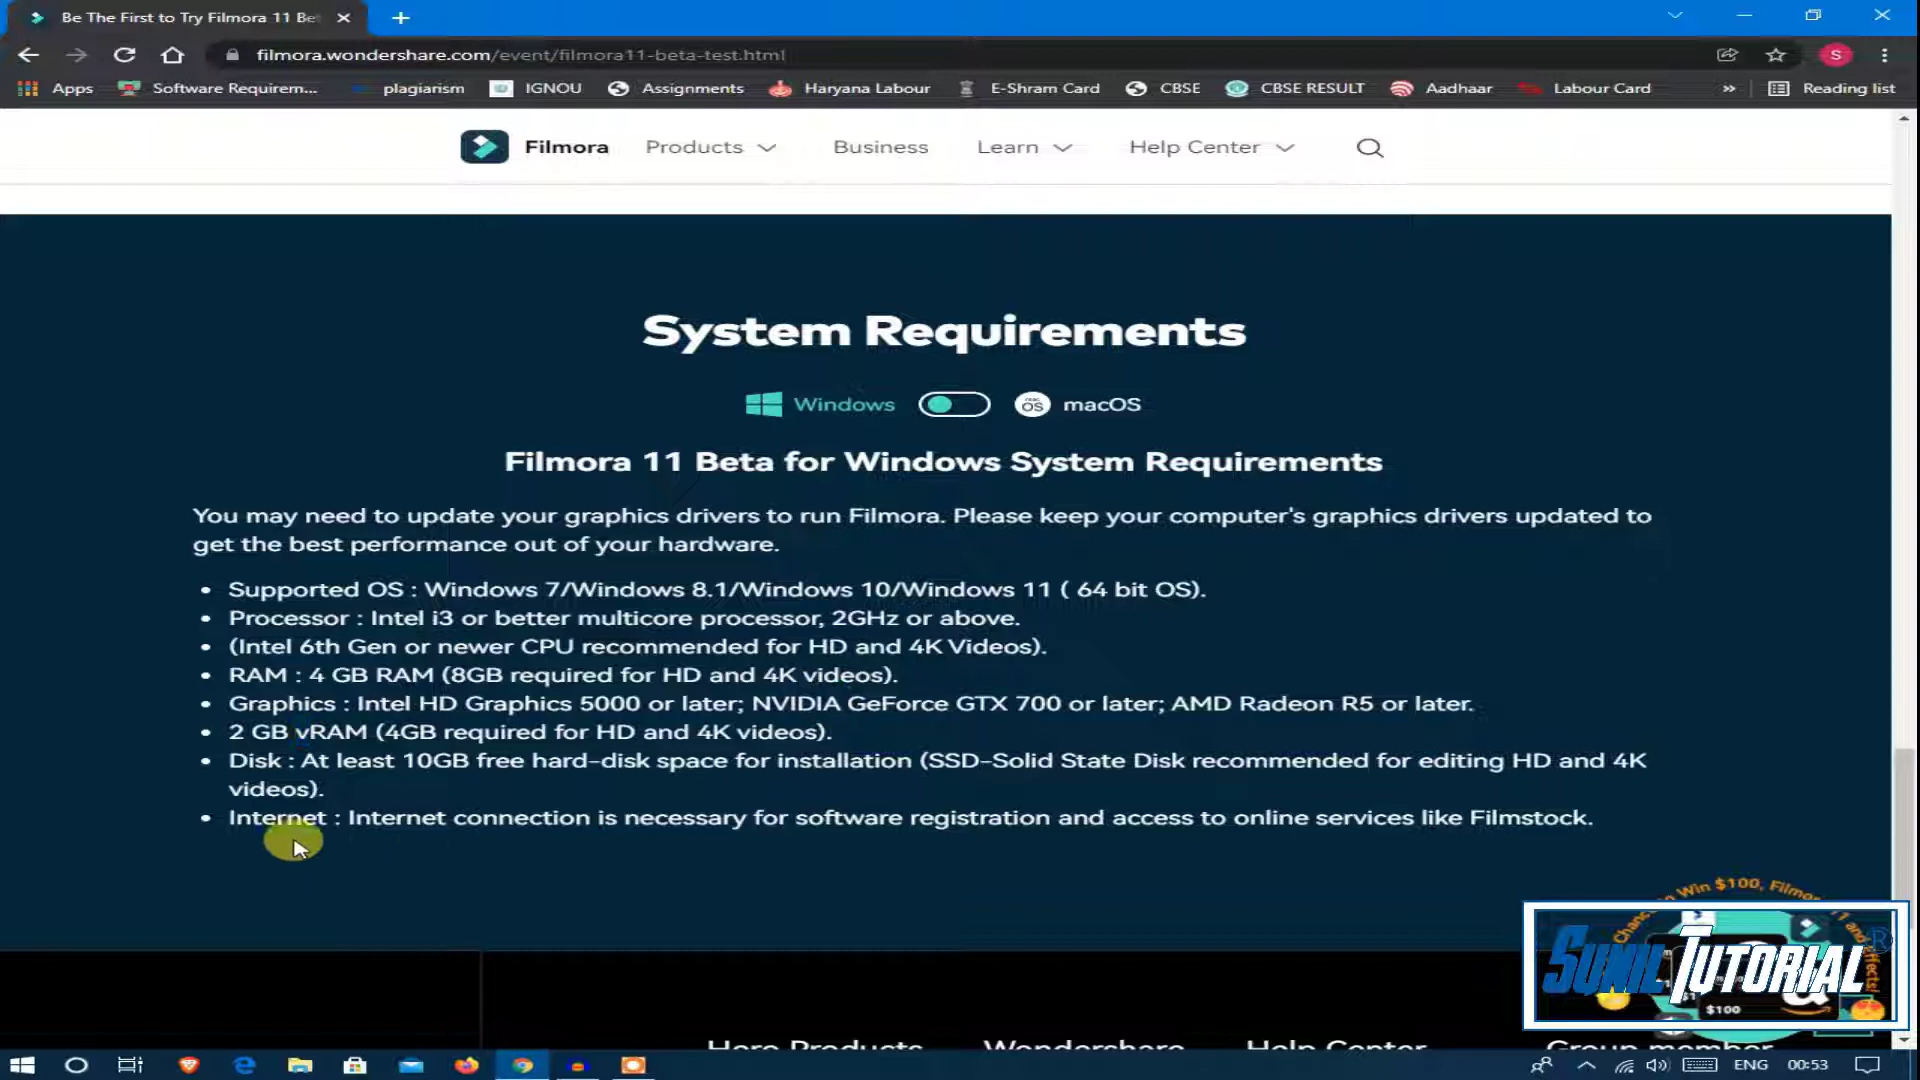 Be The First to Try Filmora 11 Be
filmora.wondershare.com/event/filmora11-beta-test.html
S
Apps Software Requirem... plagiarism IGNOU Assignments Haryana Labour E-Shram Card CBSE CBSE RESULT Aadhaar Labour Card » Reading list
Filmora Products Business Learn Help Center
System Requirements
Windows macOS
Filmora 11 Beta for Windows System Requirements
You may need to update your graphics drivers to run Filmora. Please keep your computer's graphics drivers updated to
get the best performance out of your hardware.
• Supported OS : Windows 7/Windows 8.1/Windows 10/Windows 11 ( 64 bit OS).
• Processor : Intel i3 or better multicore processor, 2GHz or above.
• (Intel 6th Gen or newer CPU recommended for HD and 4K Videos).
• RAM : 4 GB RAM (8GB required for HD and 4K videos).
• Graphics : Intel HD Graphics 5000 or later; NVIDIA GeForce GTX 700 or later; AMD Radeon R5 or later.
• 2 GB vRAM (4GB required for HD and 4K videos).
• Disk : At least 10GB free hard-disk space for installation (SSD-Solid State Disk recommended for editing HD and 4K
videos).
• Internet : Internet connection is necessary for software registration and access to online services like Filmstock.
Win $100, Filmor
SUNIL TUTORIAL ®
$100
Hero Products Wondershare Help Center Group member
ENG 00:53